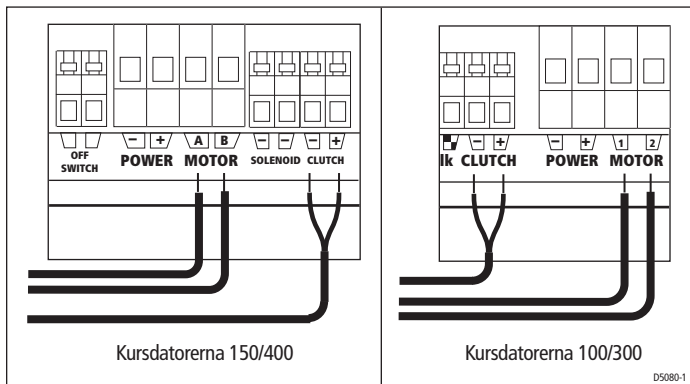 − + A B − − − +
OFF
SWITCH
POWER MOTOR SOLENOID CLUTCH
Kursdatorerna 150/400
− + − + 1 2
lk CLUTCH POWER MOTOR
Kursdatorerna 100/300
D5080-1